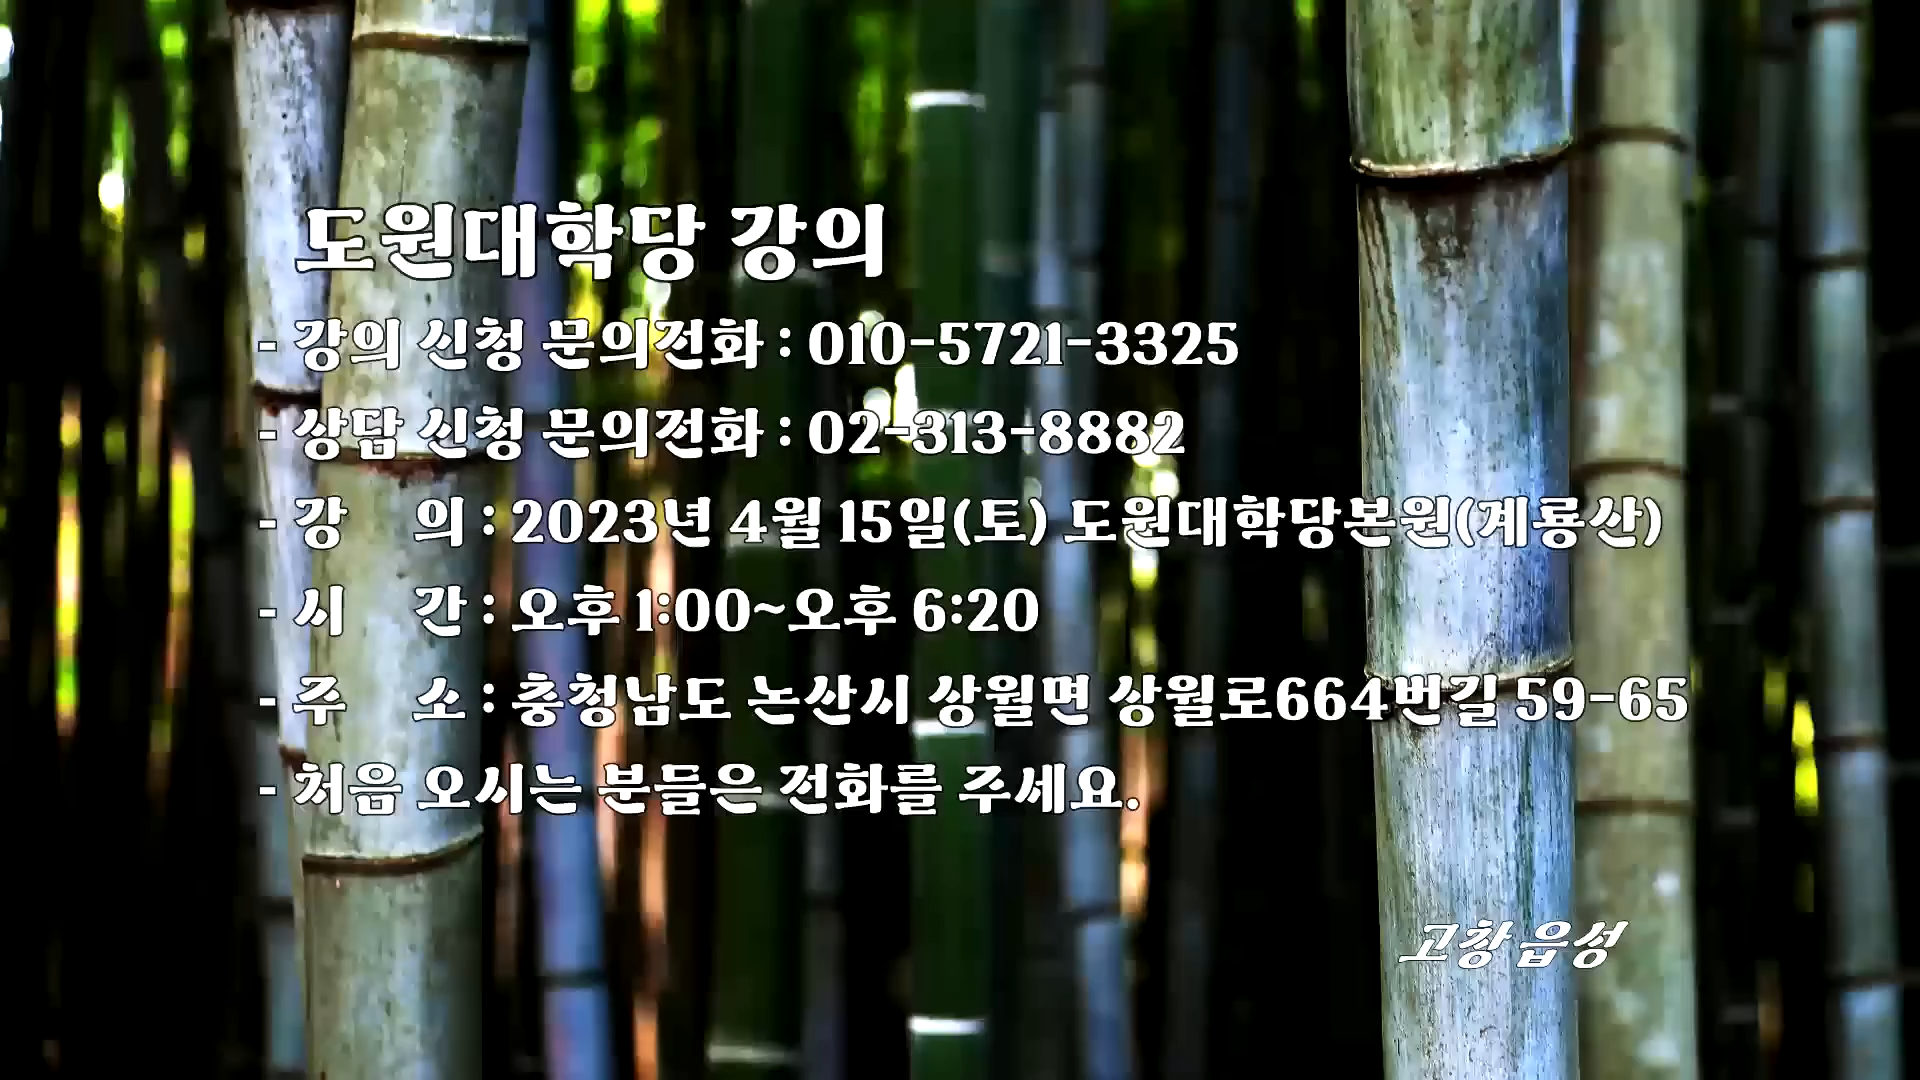 도원대학당 강의
- 강의 신청 문의전화 : 010-5721-3325
- 상담 신청 문의전화 : 02-313-8882
- 강 의 : 2023년 4월 15일(토) 도원대학당본원(계룡산)
- 시 간 : 오후 1:00~오후 6:20
- 주 소 : 충청남도 논산시 상월면 상월로664번길 59-65
- 처음 오시는 분들은 전화를 주세요.
고창 읍성